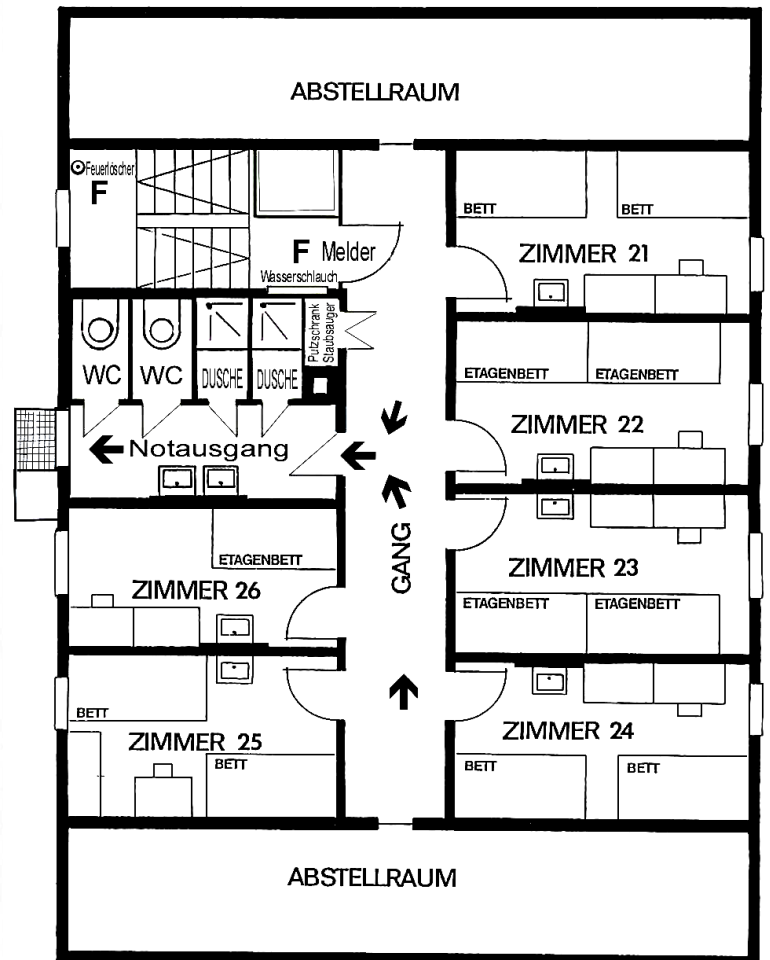 ABSTELLRAUM
Feuerlöscher
F
F Melder
Wasserschlauch
BETT
BETT
ZIMMER 21
WC
WC
DUSCHE
DUSCHE
Putzschrank
Staubsauger
ETAGENBETT
ETAGENBETT
ZIMMER 22
Notausgang
GANG
ETAGENBETT
ZIMMER 26
ZIMMER 23
ETAGENBETT
ETAGENBETT
BETT
ZIMMER 25
BETT
ZIMMER 24
BETT
BETT
ABSTELLRAUM